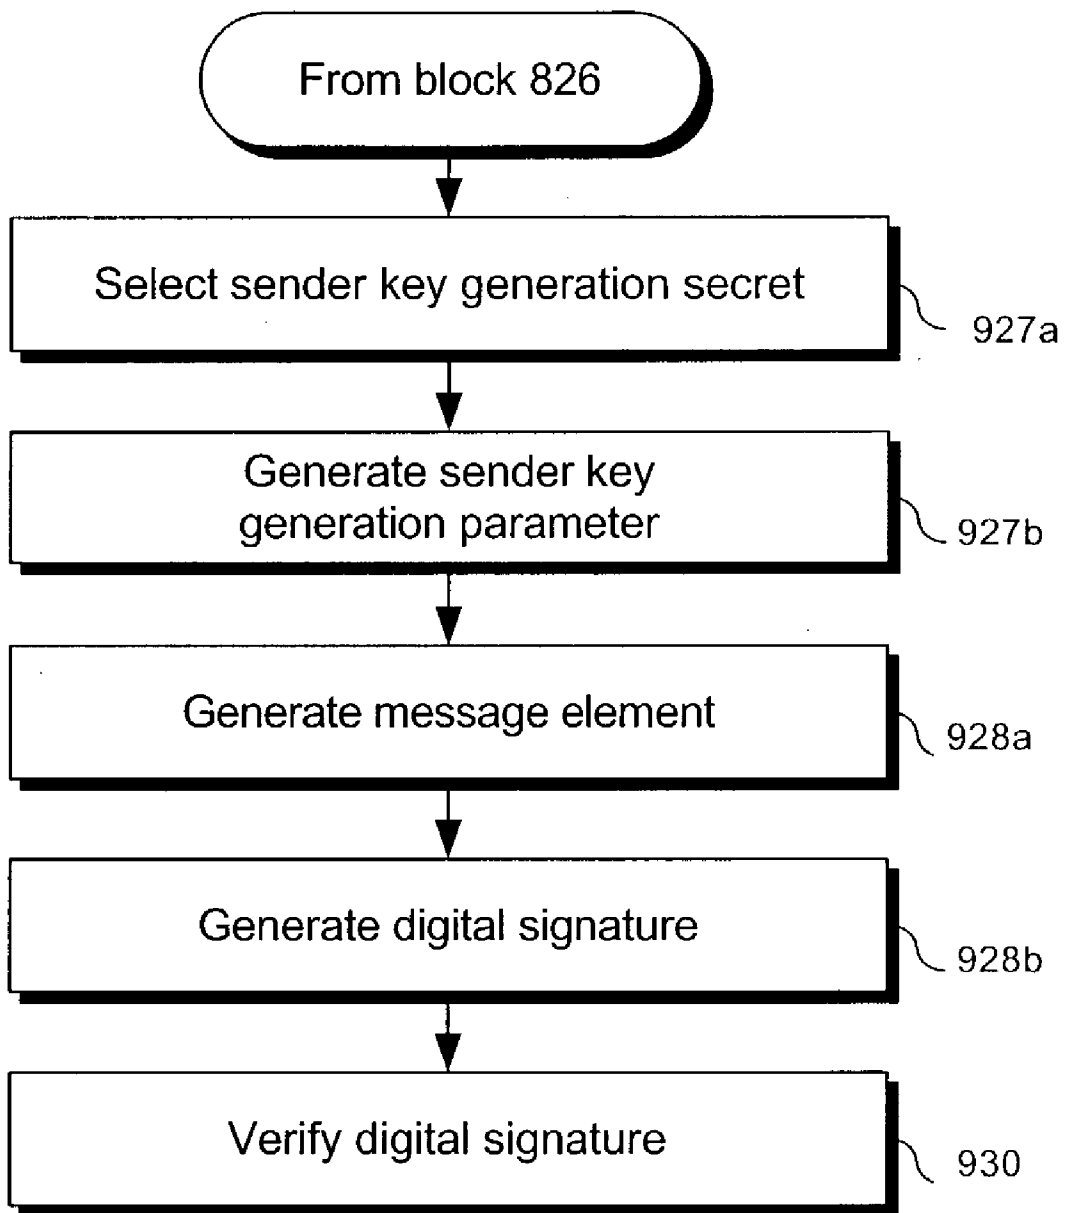 From block 826
Select sender key generation secret
927a
Generate sender key
generation parameter
927b
Generate message element
928a
Generate digital signature
928b
Verify digital signature
930